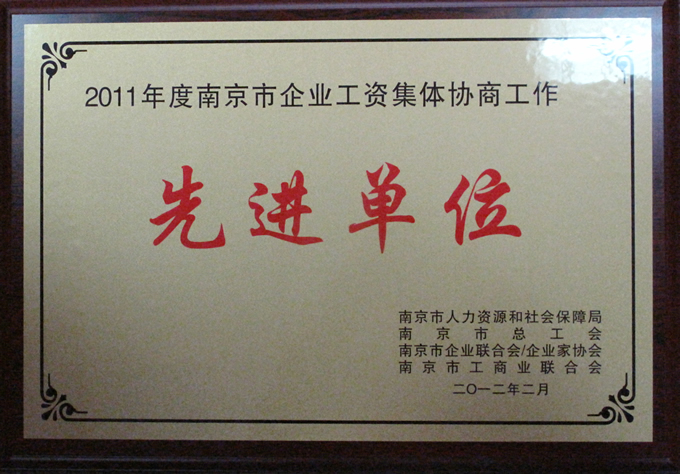 2011年度南京市企业工资集体协商工作
先进单位
南京市人力资源和社会保障局
南京市总工会
南京市企业联合会/企业家协会
南京市工商业联合会
二〇一二年二月